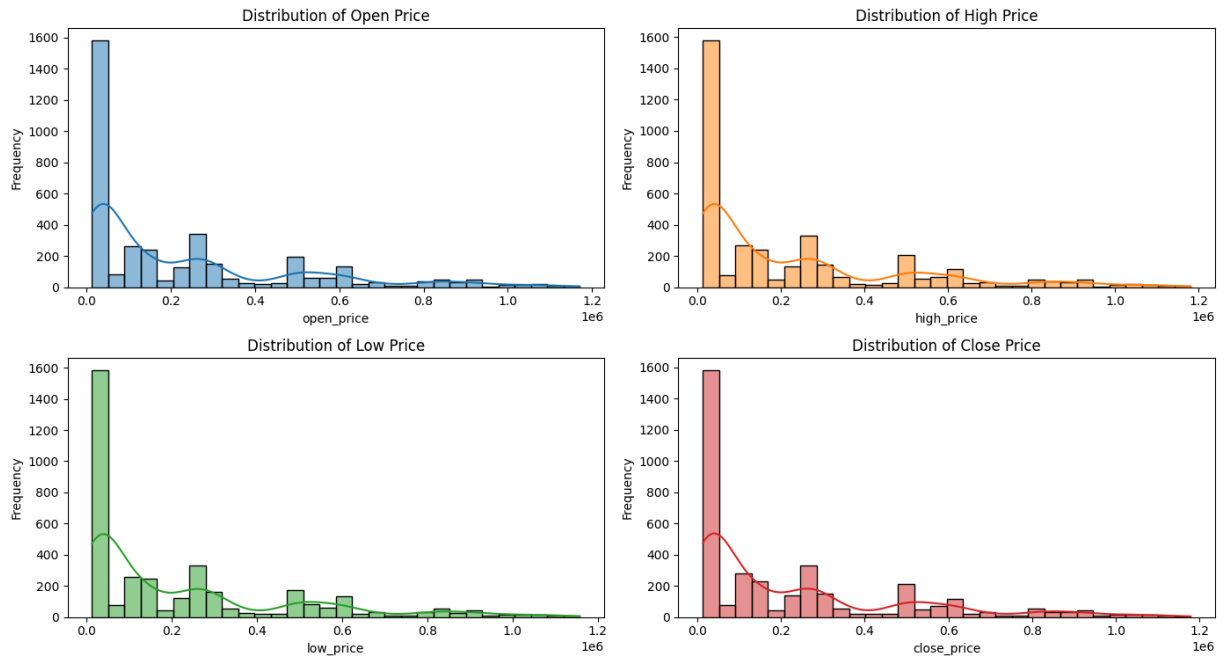 Distribution of Open Price
Frequency
1600
1400
1200
1000
800
600
400
200
0
0.0 0.2 0.4 0.6 0.8 1.0 1.2
1e6
open_price
Distribution of High Price
Frequency
1600
1400
1200
1000
800
600
400
200
0
0.0 0.2 0.4 0.6 0.8 1.0 1.2
1e6
high_price
Distribution of Low Price
Frequency
1600
1400
1200
1000
800
600
400
200
0
0.0 0.2 0.4 0.6 0.8 1.0 1.2
1e6
low_price
Distribution of Close Price
Frequency
1600
1400
1200
1000
800
600
400
200
0
0.0 0.2 0.4 0.6 0.8 1.0 1.2
1e6
close_price